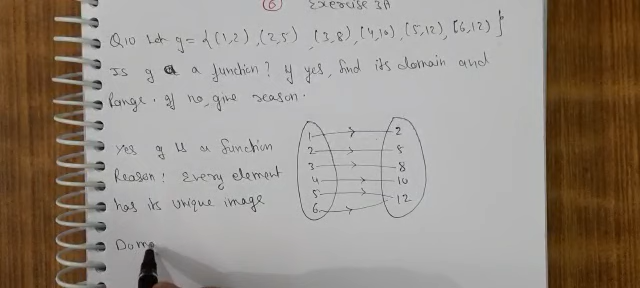 6 Exercise 3A
Q10 Let g = { (1,2), (2,5) (3,8) (4,10), (5,12), (6,12) }
Is g a function? If yes, find its domain and
Range. If no, give reason.
Yes g is a function
Reason: Every element
has its unique image
1 2
2 5
3 8
4 10
5 12
6
Doma